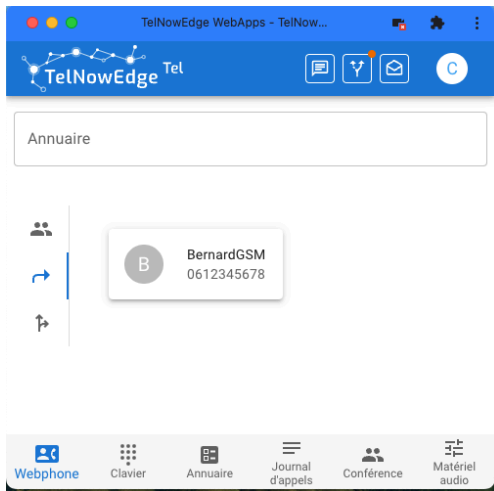 TelNowEdge WebApps - TelNow...
TelNowEdge Tel
C
Annuaire
B
BernardGSM
0612345678
Webphone
Clavier
Annuaire
Journal
d'appels
Conférence
Matériel
audio